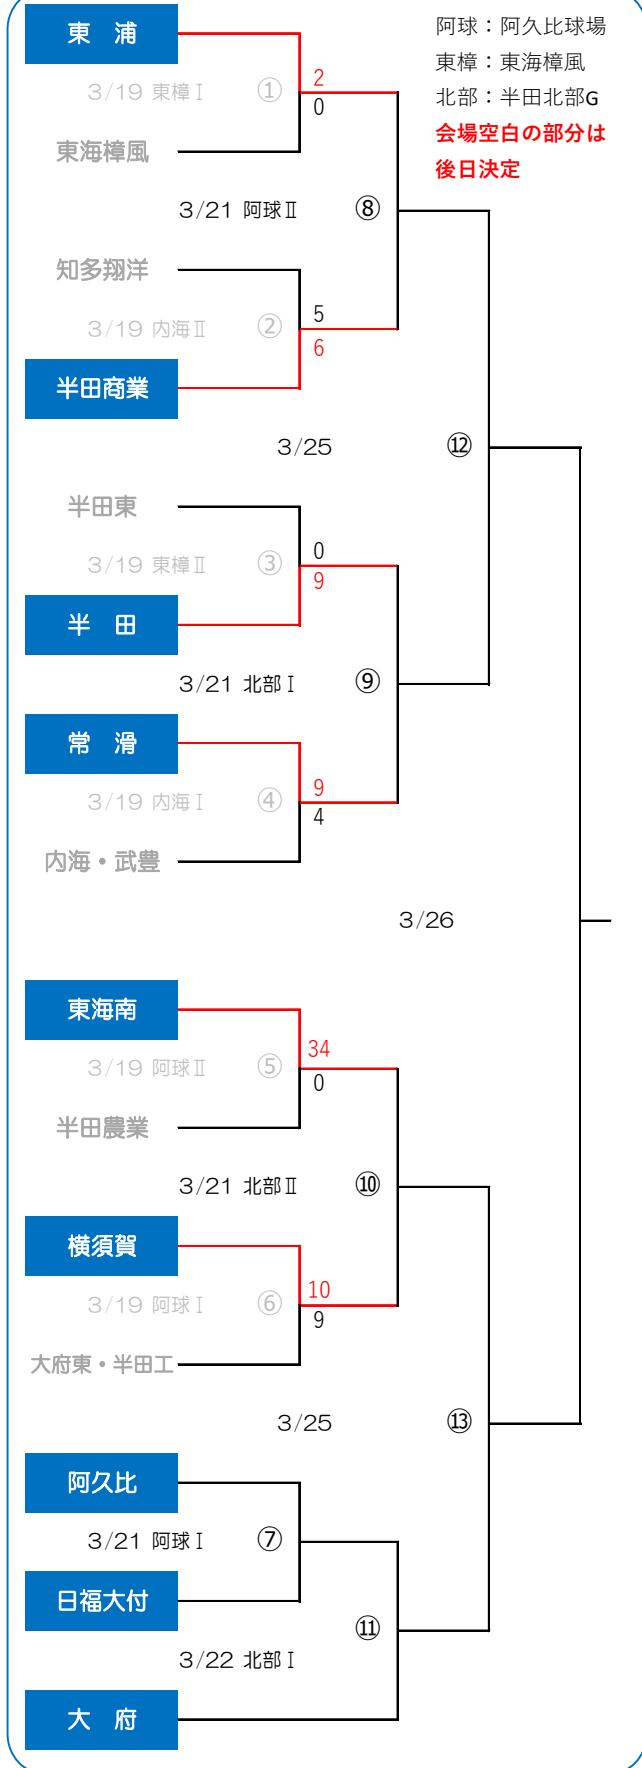 阿球：阿久比球場
東樟：東海樟風
北部：半田北部G
会場空白の部分は
後日決定
東　浦
3/19 東樟Ⅰ ①
2
0
東海樟風
3/21 阿球Ⅱ ⑧
知多翔洋
3/19 内海Ⅱ ②
5
6
半田商業
3/25 ⑫
半田東
3/19 東樟Ⅱ ③
0
9
半　田
3/21 北部Ⅰ ⑨
常　滑
3/19 内海Ⅰ ④
9
4
内海・武豊
3/26
東海南
3/19 阿球Ⅱ ⑤
34
0
半田農業
3/21 北部Ⅱ ⑩
横須賀
3/19 阿球Ⅰ ⑥
10
9
大府東・半田工
3/25 ⑬
阿久比
3/21 阿球Ⅰ ⑦
日福大付
3/22 北部Ⅰ ⑪
大　府